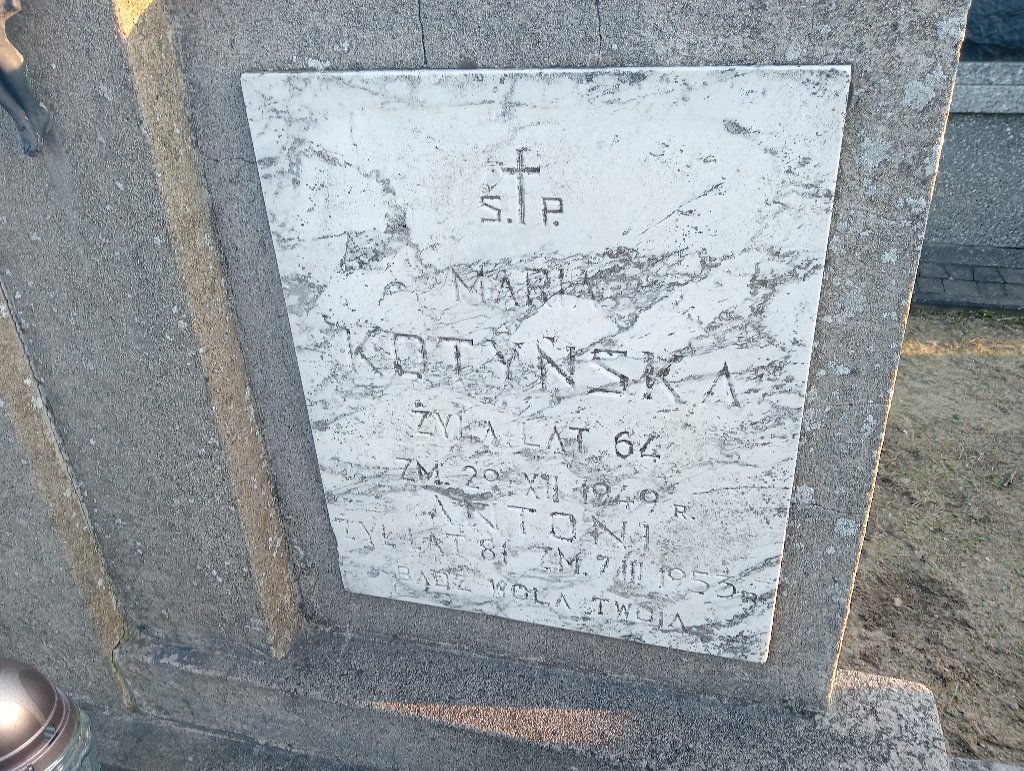 Ś. P.
MARIA
KOTYŃSKA
ŻYŁA LAT 64
ZM. 29 XII 1949 R.
ANTONI
ŻYŁ LAT 81 ZM. 7 III 1953 R.
BĄDŹ WOLA TWOJA